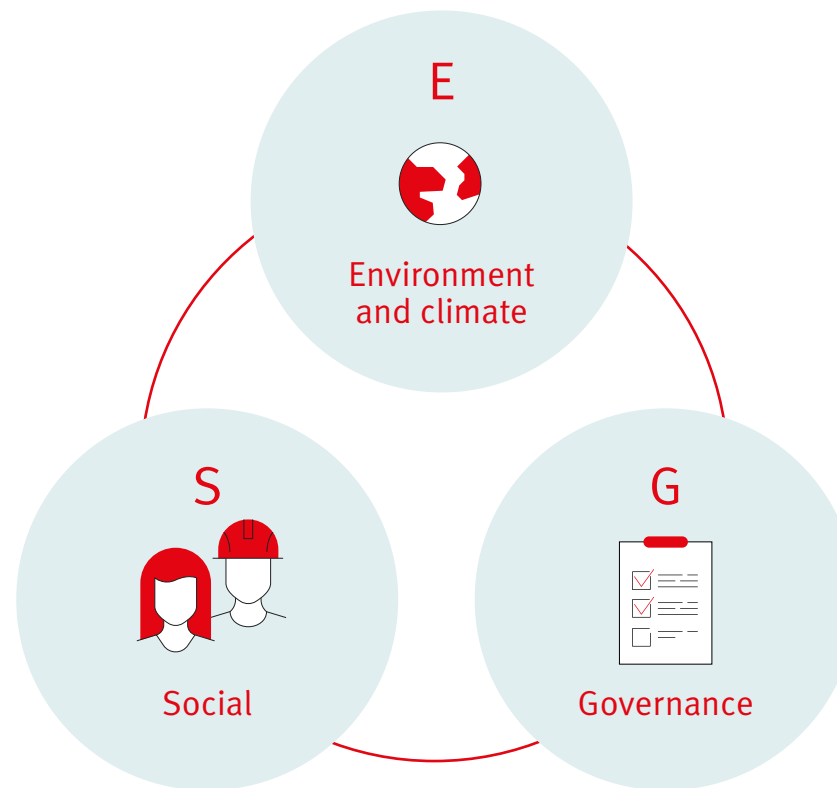 E
Environment
and climate
S
Social
G
Governance